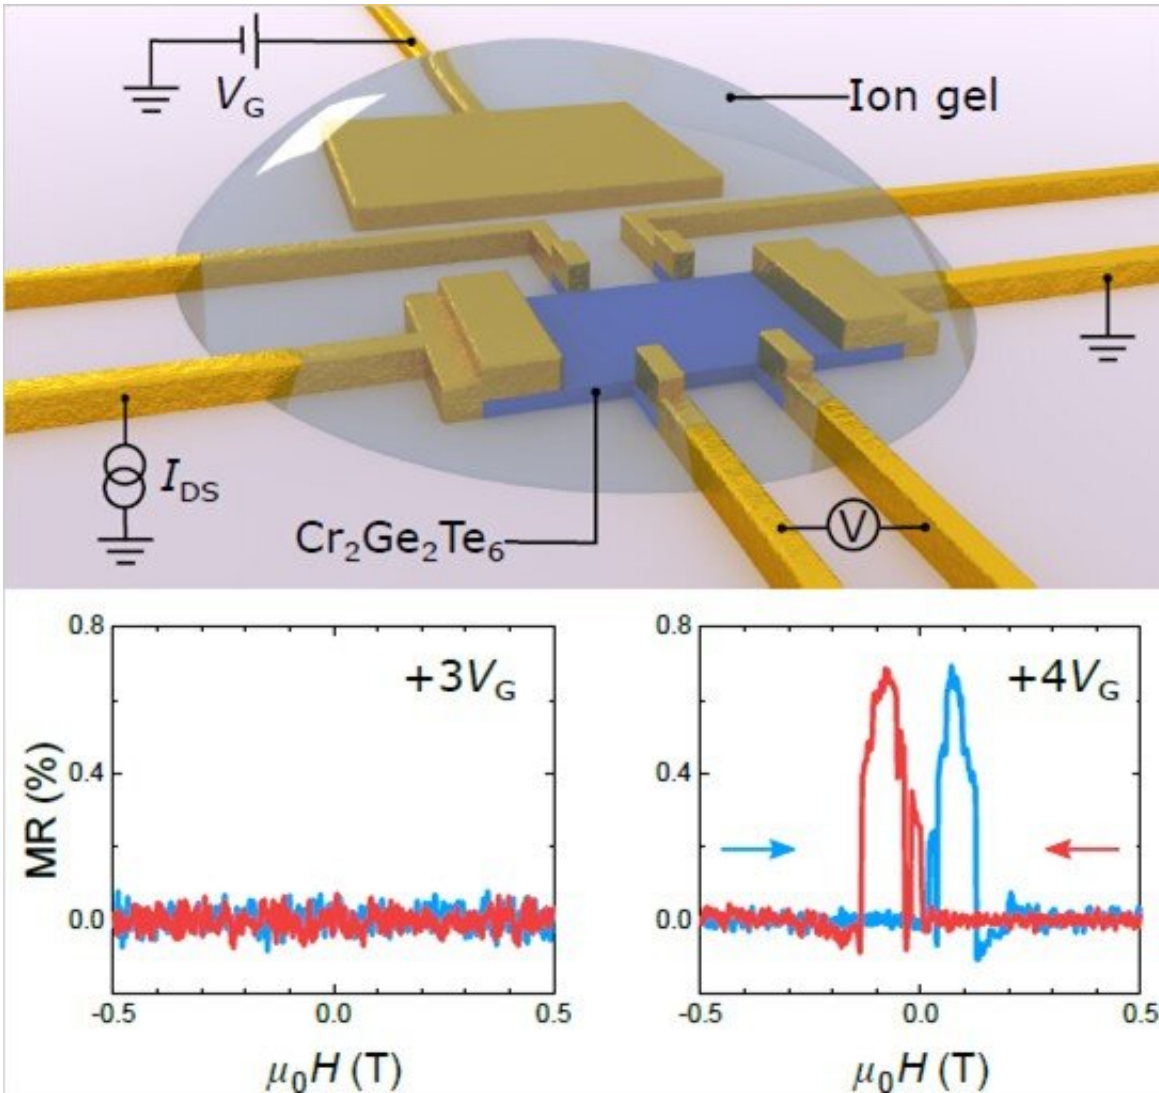 V_G
Ion gel
I_DS
Cr₂Ge₂Te₆
V
0.8
+3V_G
0.4
MR (%)
0.0
-0.5 0.0 0.5
μ₀H (T)
0.8
+4V_G
0.4
0.0
-0.5 0.0 0.5
μ₀H (T)